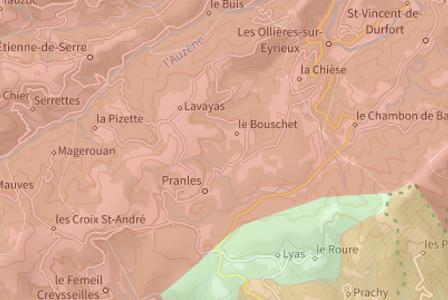 le Buis
St-Vincent-de-
Durfort
Les Ollières-sur-
Eyrieux
Étienne-de-Serre
l'Auzène
la Chièse
Chier
Serrettes
Lavayas
la Pizette
le Bouschet
le Chambon de Ba
Magerouan
Pranles
Mauves
les Croix St-André
Lyas
le Roure
les P
le Femeil
Creysseilles
Prachy